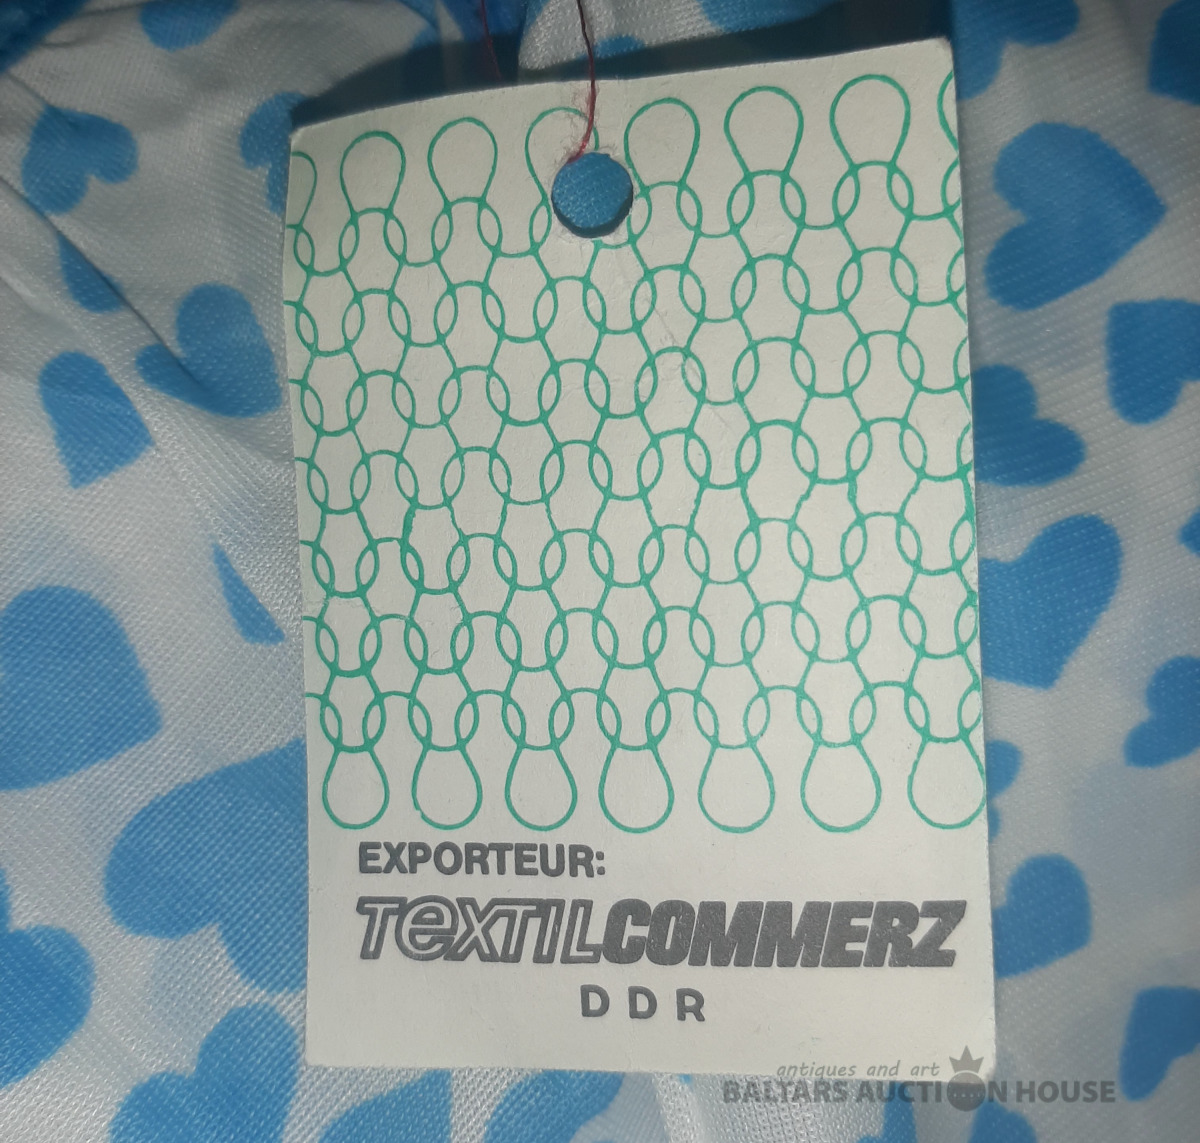 EXPORTEUR:
TeXTILCOMMERZ
DDR
antiques and art
BALTARS AUCTION HOUSE